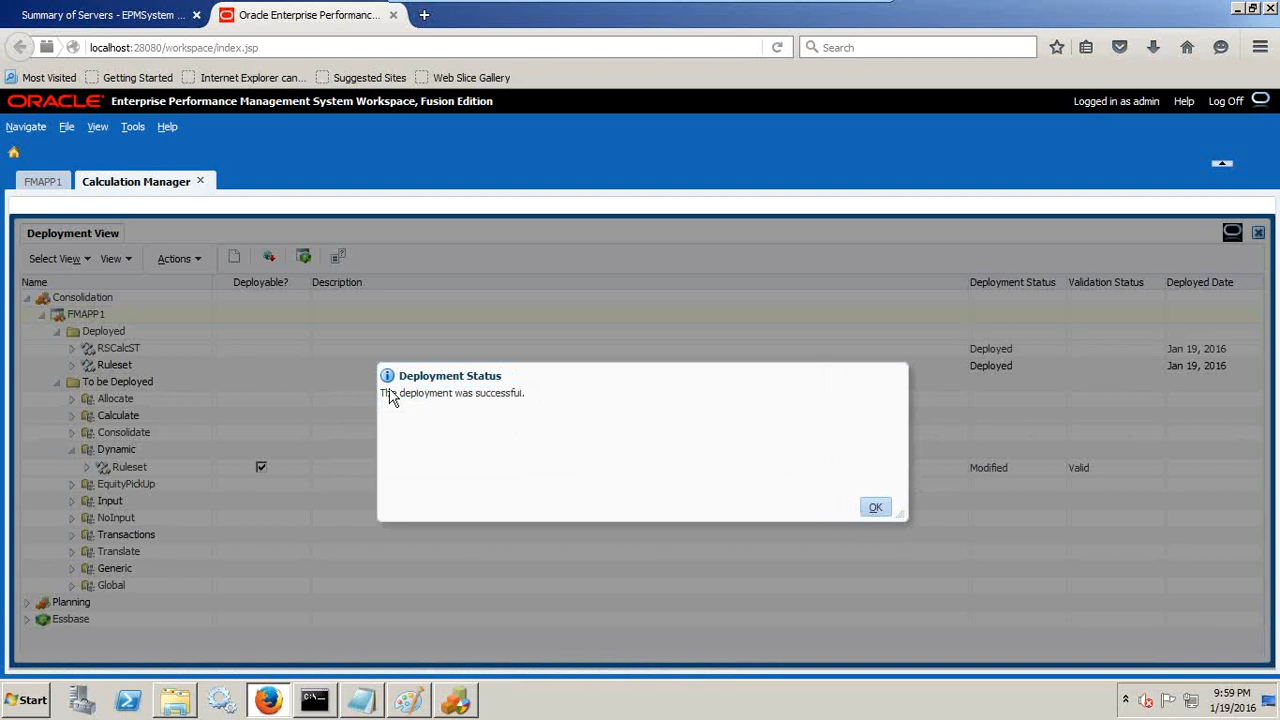 Summary of Servers - EPMSystem ...
Oracle Enterprise Performanc...
localhost:28080/workspace/index.jsp
Search
Most Visited
Getting Started
Internet Explorer can...
Suggested Sites
Web Slice Gallery
ORACLE Enterprise Performance Management System Workspace, Fusion Edition
Logged in as admin
Help
Log Off
Navigate
File
View
Tools
Help
FMAPP1
Calculation Manager
Deployment View
Select View
View
Actions
Name
Deployable?
Description
Deployment Status
Validation Status
Deployed Date
Consolidation
FMAPP1
Deployed
RSCalcST
Deployed
Jan 19, 2016
Ruleset
Deployed
Jan 19, 2016
To be Deployed
Allocate
Calculate
Consolidate
Dynamic
Ruleset
Modified
Valid
EquityPickUp
Input
NoInput
Transactions
Translate
Generic
Global
Planning
Essbase
Deployment Status
The deployment was successful.
OK
Start
9:59 PM
1/19/2016